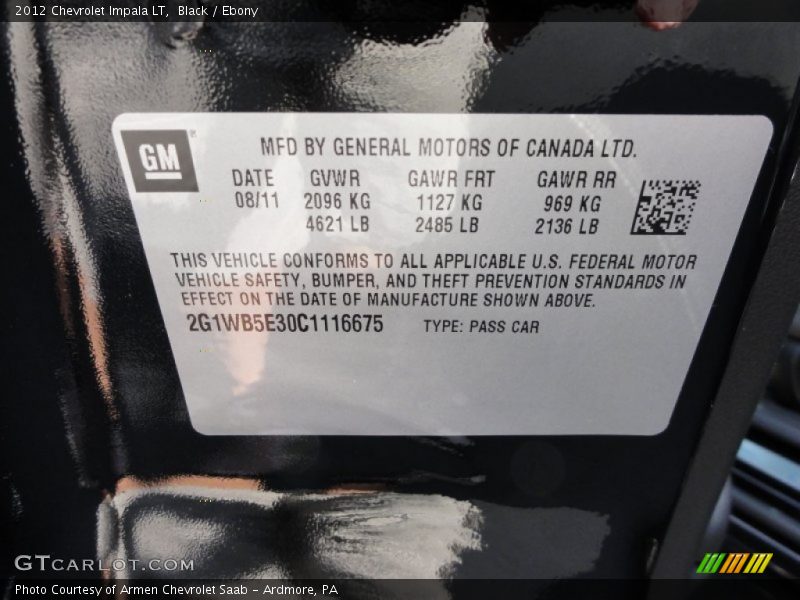 2012 Chevrolet Impala LT, Black / Ebony
GM
MFD BY GENERAL MOTORS OF CANADA LTD.
DATE GVWR GAWR FRT GAWR RR
08/11 2096 KG 1127 KG 969 KG
4621 LB 2485 LB 2136 LB
THIS VEHICLE CONFORMS TO ALL APPLICABLE U.S. FEDERAL MOTOR
VEHICLE SAFETY, BUMPER, AND THEFT PREVENTION STANDARDS IN
EFFECT ON THE DATE OF MANUFACTURE SHOWN ABOVE.
2G1WB5E30C1116675 TYPE: PASS CAR
GTCARLOT.COM
Photo Courtesy of Armen Chevrolet Saab - Ardmore, PA